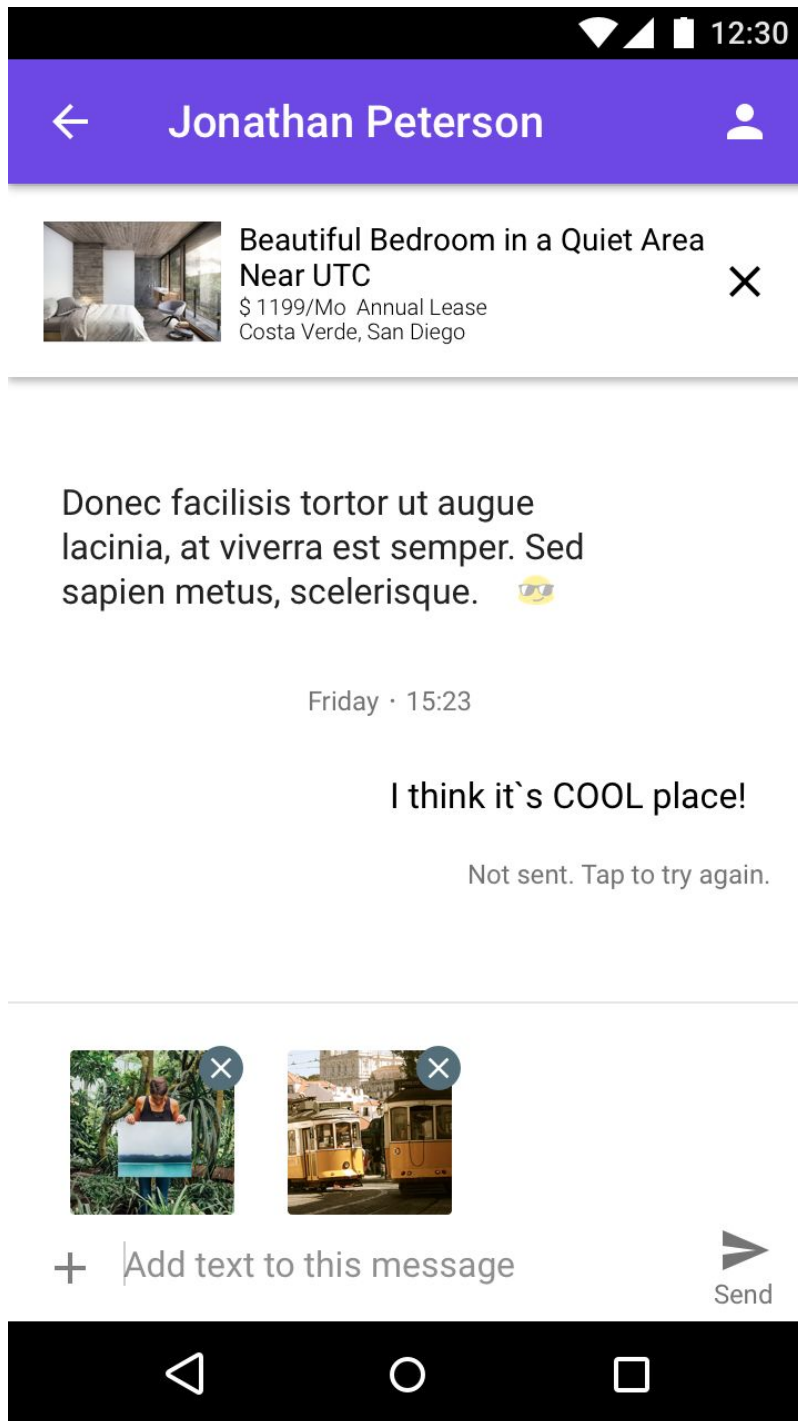 12:30
Jonathan Peterson
Beautiful Bedroom in a Quiet Area
Near UTC
$ 1199/Mo  Annual Lease
Costa Verde, San Diego
Donec facilisis tortor ut augue
lacinia, at viverra est semper. Sed
sapien metus, scelerisque. 😎
Friday · 15:23
I think it`s COOL place!
Not sent. Tap to try again.
Add text to this message
Send